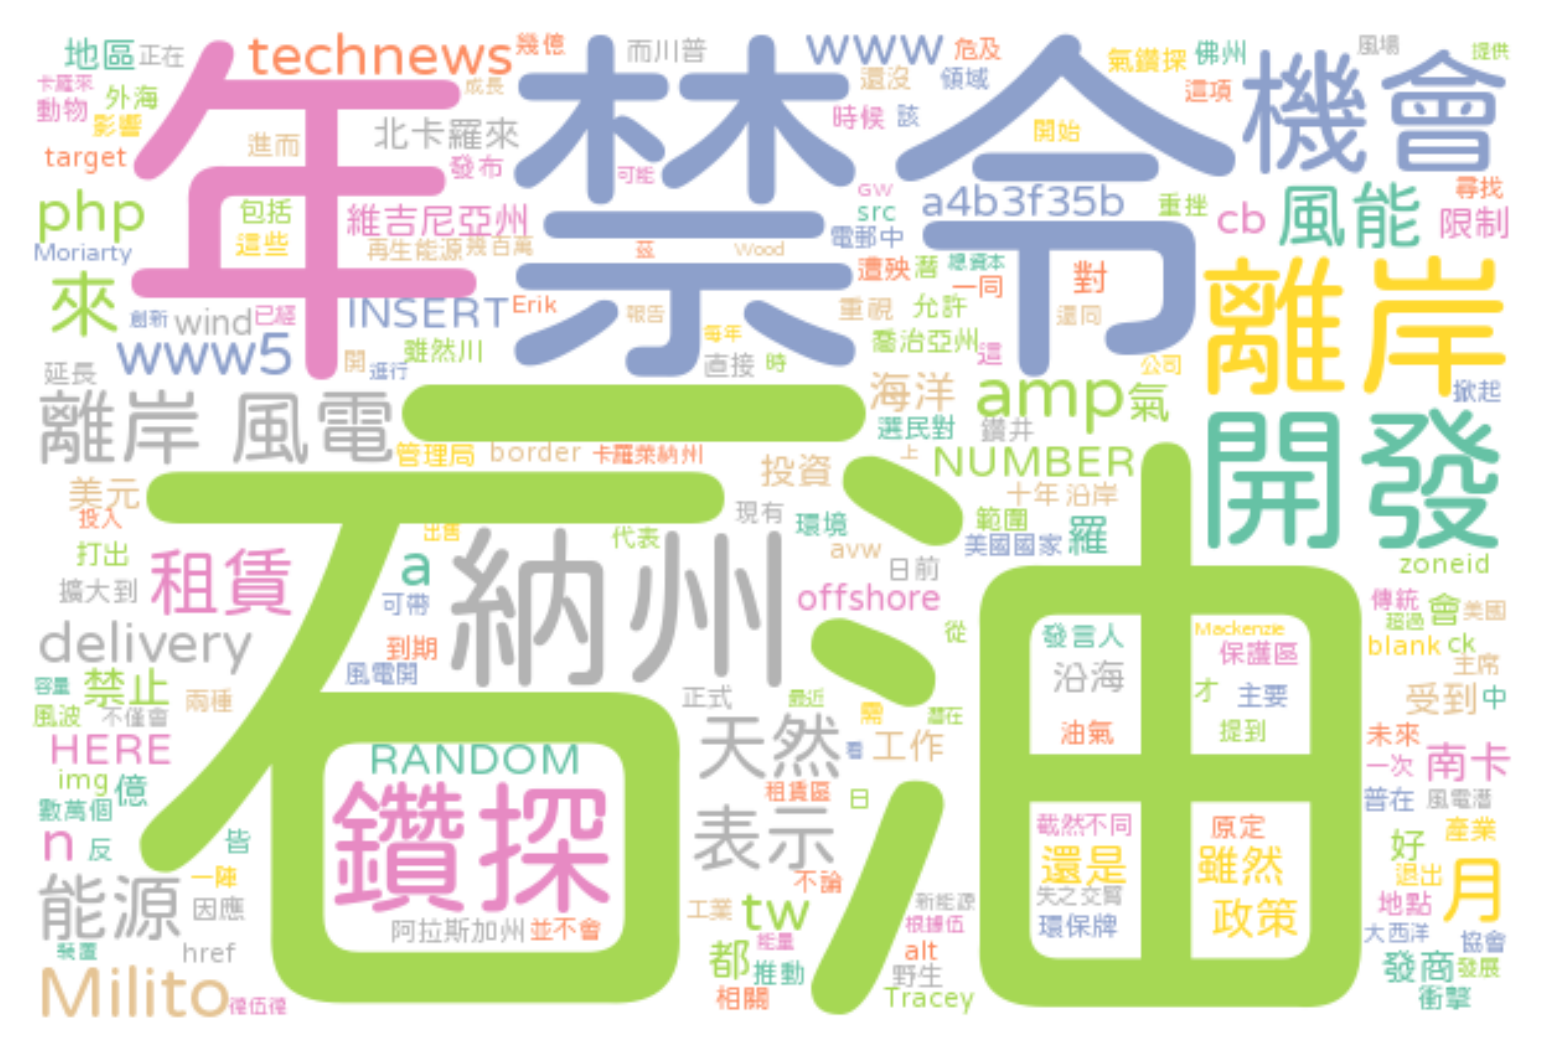 地區 正在 technews 幾億 而川普 www 危及 氣鑽探 佛州 風場 提供
卡羅來 動物 外海 影響 成長 還沒 領域 這項 機會
年 禁令
target 進而 北卡羅來 發布 可能 時候 該 開始
php 包括 這些 維吉尼亞州 GW src a4b3f35b 重挫 cb 風能 尋找 限制
Moriarty 再生能源 幾百萬 茲 Wood 電郵中
來 創新 wind 已經 INSERT Erik 報告 遭殃 潛 總資本 一同 對 離岸
www5 開 進行 雖然川 每年 直接 時 重視 允許 喬治亞州 這 還同 公司
延長 離岸 風電 海洋 amp 氣 掀起
管理局 border 卡羅萊納州 選民對 鑽井 上 NUMBER 開發
美元 投入 投資 十年 沿岸
石油
打出 出售 代表 現有 環境 範圍 羅 美國國家 zoneid
擴大到 租賃 a 可帶 納州 avw 日前 offshore 傳統 超過 會 美國
delivery 到期 風電開 從 發言人 Mackenzie 保護區 blank ck 主席
容量 禁止 兩種 正式 最近 需 潛在 沿海 才 主要 受到 中
風波 不僅會 天然 看 工作 油氣 提到 未來
HERE RANDOM 一次 南卡
img 億 數萬個 鑽探 租賃區 日 普在 風電潛
n 反 皆 表示 截然不同 原定 好 產業
能源 一陣 因應 不論 還是 雖然 退出 月
阿拉斯加州 並不會 工業 tw 新能源 失之交臂 政策 地點
裝置 href 能量 根據伍 環保牌 大西洋 協會
Milito 都 推動 alt 野生 發商 發展
相關 Tracey 衝擊